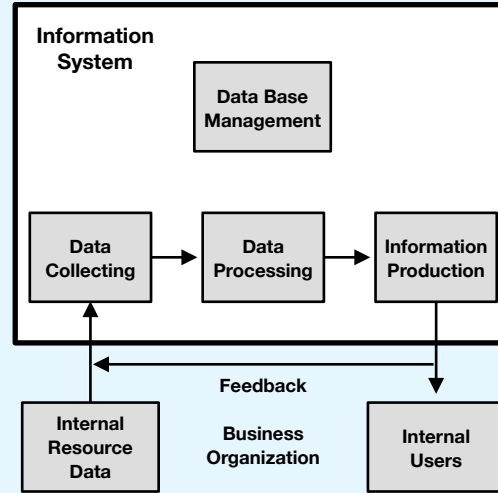 Information
System
Data Base
Management
Data
Collecting
Data
Processing
Information
Production
Feedback
Internal
Resource
Data
Business
Organization
Internal
Users